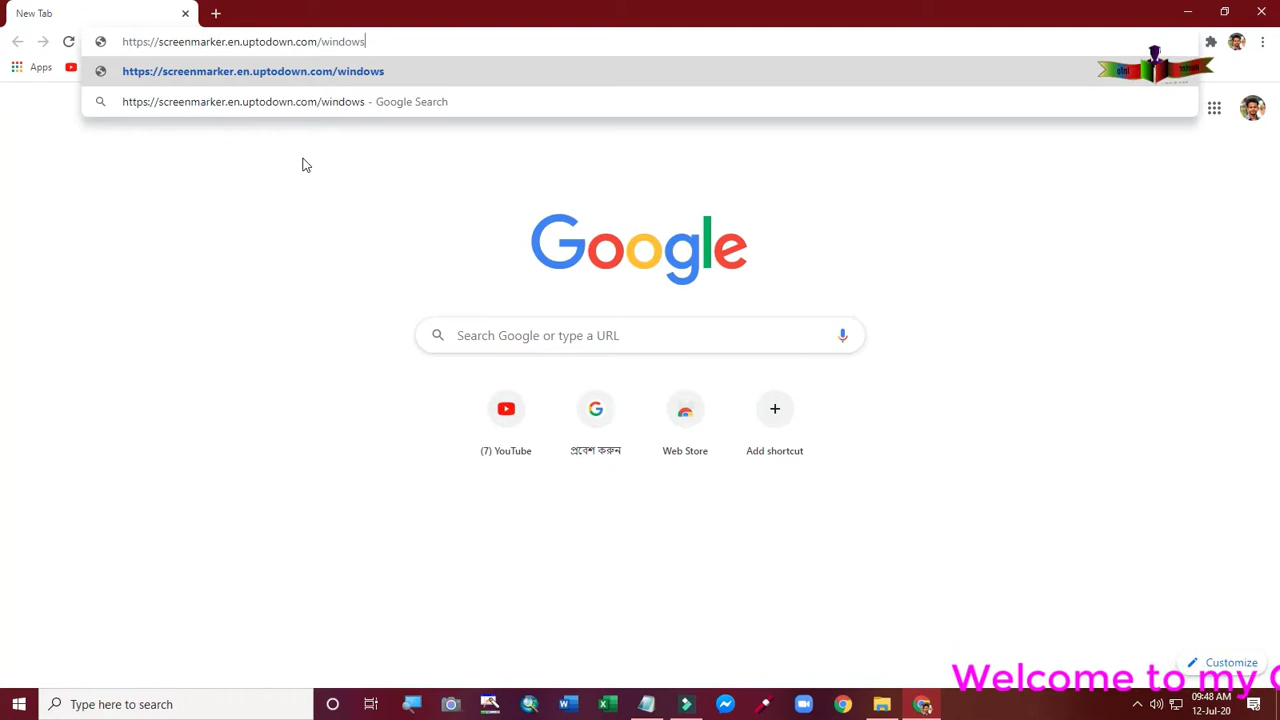 New Tab
https://screenmarker.en.uptodown.com/windows
https://screenmarker.en.uptodown.com/windows
https://screenmarker.en.uptodown.com/windows - Google Search
Apps
Google
Search Google or type a URL
(7) YouTube
প্রবেশ করুন
Web Store
Add shortcut
Customize
Welcome to my
Type here to search
09:48 AM
12-Jul-20